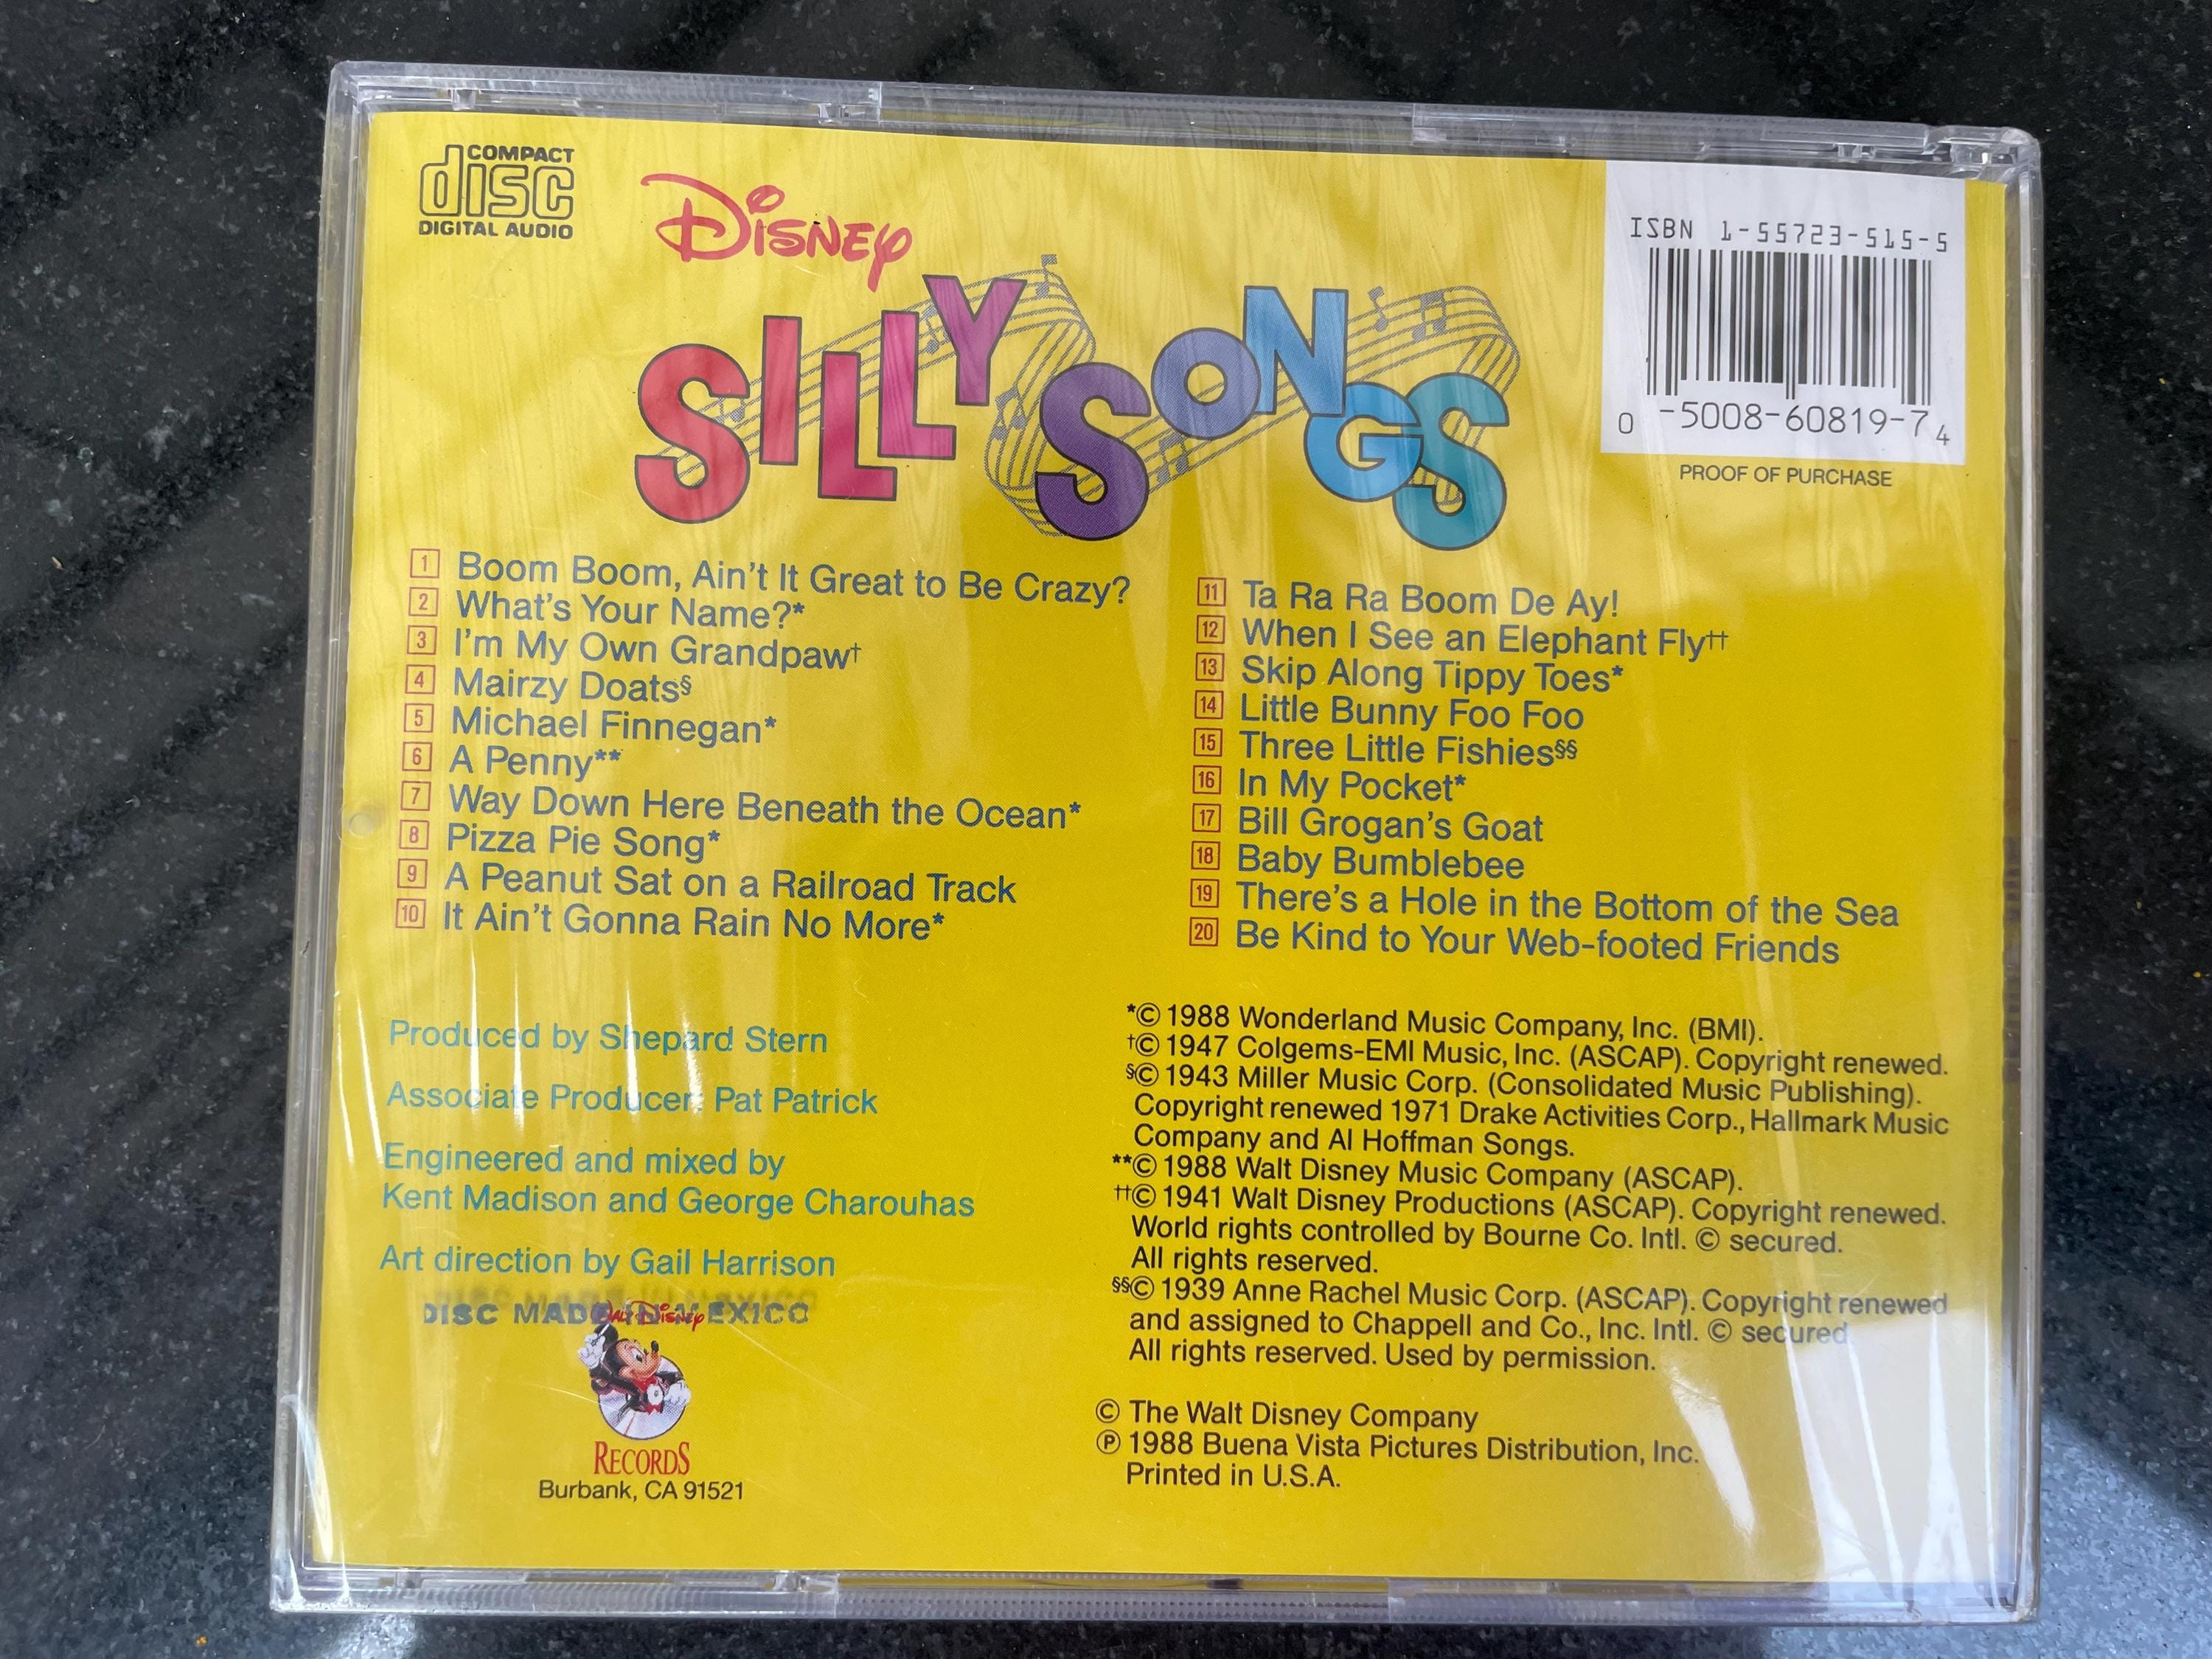 COMPACT
disc
DIGITAL AUDIO
Disney
SILLY SONGS
ISBN 1-55723-515-5
0 -5008-60819-7 4
PROOF OF PURCHASE
1 Boom Boom, Ain't It Great to Be Crazy?
2 What's Your Name?*
3 I'm My Own Grandpaw†
4 Mairzy Doats§
5 Michael Finnegan*
6 A Penny**
7 Way Down Here Beneath the Ocean*
8 Pizza Pie Song*
9 A Peanut Sat on a Railroad Track
10 It Ain't Gonna Rain No More*
11 Ta Ra Ra Boom De Ay!
12 When I See an Elephant Fly††
13 Skip Along Tippy Toes*
14 Little Bunny Foo Foo
15 Three Little Fishies§§
16 In My Pocket*
17 Bill Grogan's Goat
18 Baby Bumblebee
19 There's a Hole in the Bottom of the Sea
20 Be Kind to Your Web-footed Friends
Produced by Shepard Stern
Associate Producer: Pat Patrick
Engineered and mixed by
Kent Madison and George Charouhas
Art direction by Gail Harrison
DISC MADE IN MEXICO
Walt Disney
RECORDS
Burbank, CA 91521
*© 1988 Wonderland Music Company, Inc. (BMI).
†© 1947 Colgems-EMI Music, Inc. (ASCAP). Copyright renewed.
§© 1943 Miller Music Corp. (Consolidated Music Publishing).
Copyright renewed 1971 Drake Activities Corp., Hallmark Music
Company and Al Hoffman Songs.
**© 1988 Walt Disney Music Company (ASCAP).
††© 1941 Walt Disney Productions (ASCAP). Copyright renewed.
World rights controlled by Bourne Co. Intl. © secured.
All rights reserved.
§§© 1939 Anne Rachel Music Corp. (ASCAP). Copyright renewed
and assigned to Chappell and Co., Inc. Intl. © secured
All rights reserved. Used by permission.
© The Walt Disney Company
℗ 1988 Buena Vista Pictures Distribution, Inc.
Printed in U.S.A.